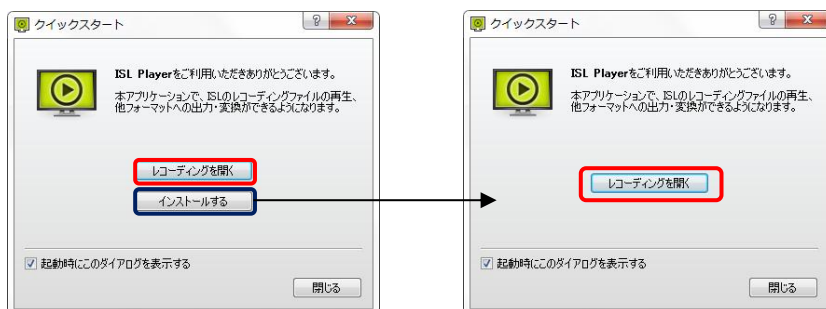 クイックスタート
ISL Playerをご利用いただきありがとうございます。
本アプリケーションで、ISLのレコーディングファイルの再生、
他フォーマットへの出力・変換ができるようになります。
レコーディングを開く
インストールする
起動時にこのダイアログを表示する
閉じる
クイックスタート
ISL Playerをご利用いただきありがとうございます。
本アプリケーションで、ISLのレコーディングファイルの再生、
他フォーマットへの出力・変換ができるようになります。
レコーディングを開く
起動時にこのダイアログを表示する
閉じる